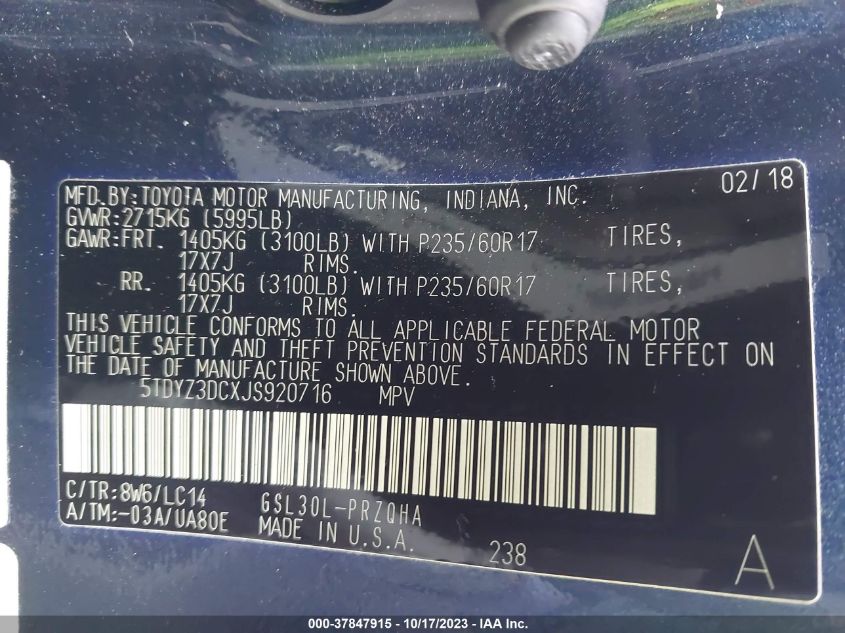 MFD.BY:TOYOTA MOTOR MANUFACTURING, INDIANA, INC. 02/18
GVWR:2715KG (5995LB)
GAWR:FRT. 1405KG (3100LB) WITH P235/60R17 TIRES,
17X7J RIMS.
RR. 1405KG (3100LB) WITH P235/60R17 TIRES,
17X7J RIMS.
THIS VEHICLE CONFORMS TO ALL APPLICABLE FEDERAL MOTOR
VEHICLE SAFETY AND THEFT PREVENTION STANDARDS IN EFFECT ON
THE DATE OF MANUFACTURE SHOWN ABOVE.
5TDYZ3DCXJS920716 MPV
C/TR:8W6/LC14 GSL30L-PRZQHA
A/TM:-03A/UA80E MADE IN U.S.A. 238 A
000-37847915 - 10/17/2023 - IAA Inc.